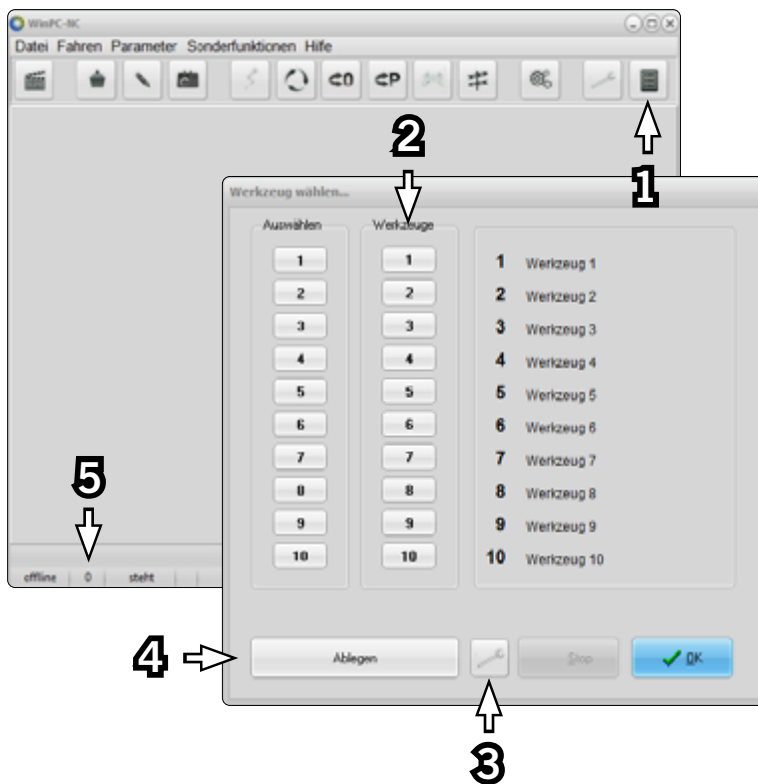 WinPC-NC
Datei Fahren Parameter Sonderfunktionen Hilfe
0 P
1
2
Werkzeug wählen...
Auswählen Werkzeuge
1 1 1 Werkzeug 1
2 2 2 Werkzeug 2
3 3 3 Werkzeug 3
4 4 4 Werkzeug 4
5 5 5 Werkzeug 5
6 6 6 Werkzeug 6
7 7 7 Werkzeug 7
8 8 8 Werkzeug 8
9 9 9 Werkzeug 9
10 10 10 Werkzeug 10
5
offline 0 steht
4 Ablegen Stop OK
3